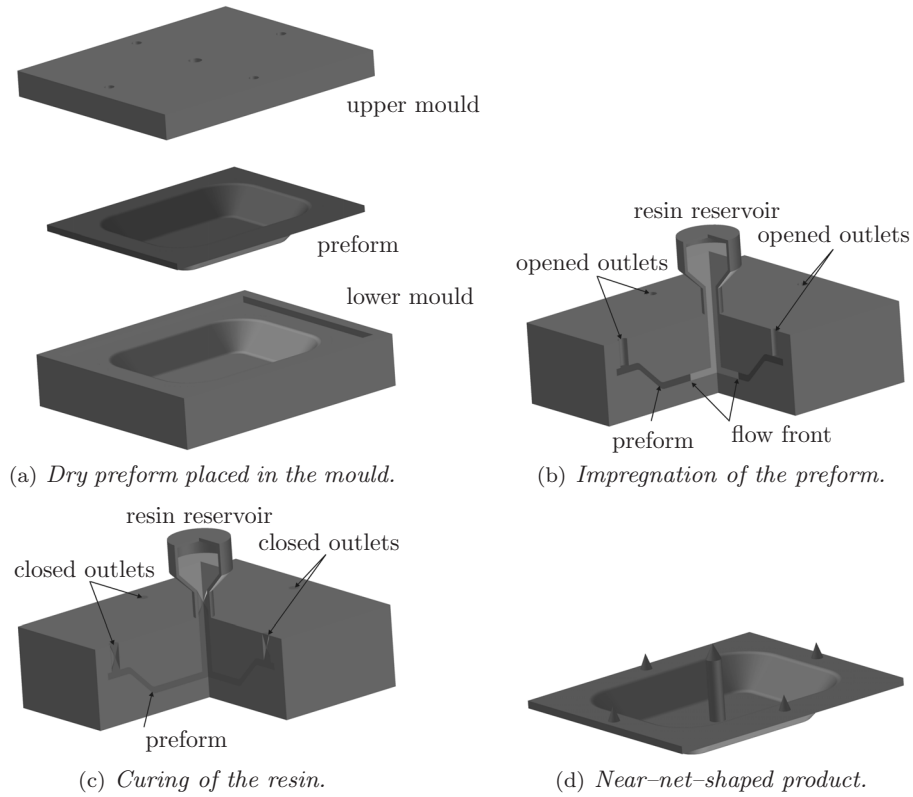 upper mould
preform
lower mould
(a) Dry preform placed in the mould.
resin reservoir
opened outlets
opened outlets
preform
flow front
(b) Impregnation of the preform.
resin reservoir
closed outlets
closed outlets
preform
(c) Curing of the resin.
(d) Near–net–shaped product.